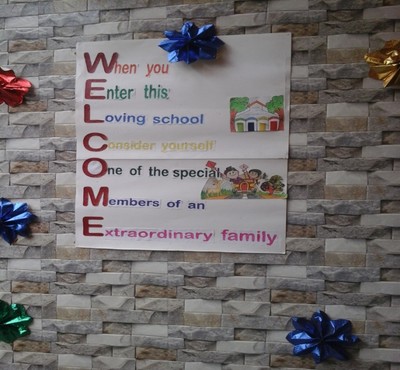 When you
Enter this
Loving school
Consider yourself
One of the special
Members of an
Extraordinary family